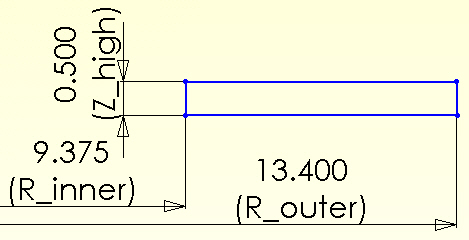 0.500
(Z_high)
9.375
(R_inner)
13.400
(R_outer)